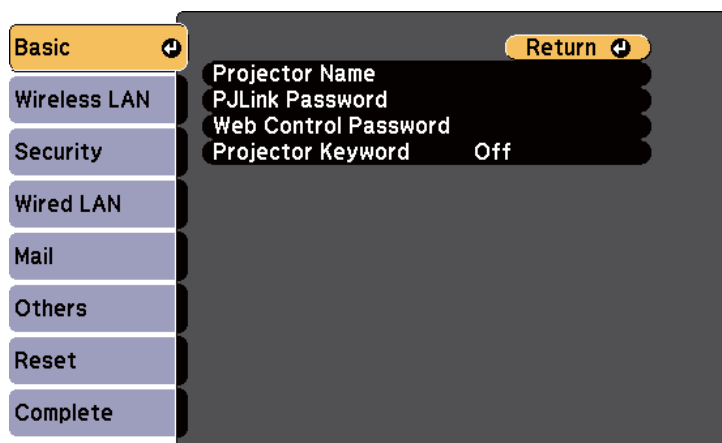 Basic
Wireless LAN
Security
Wired LAN
Mail
Others
Reset
Complete
Return
Projector Name
PJLink Password
Web Control Password
Projector Keyword Off